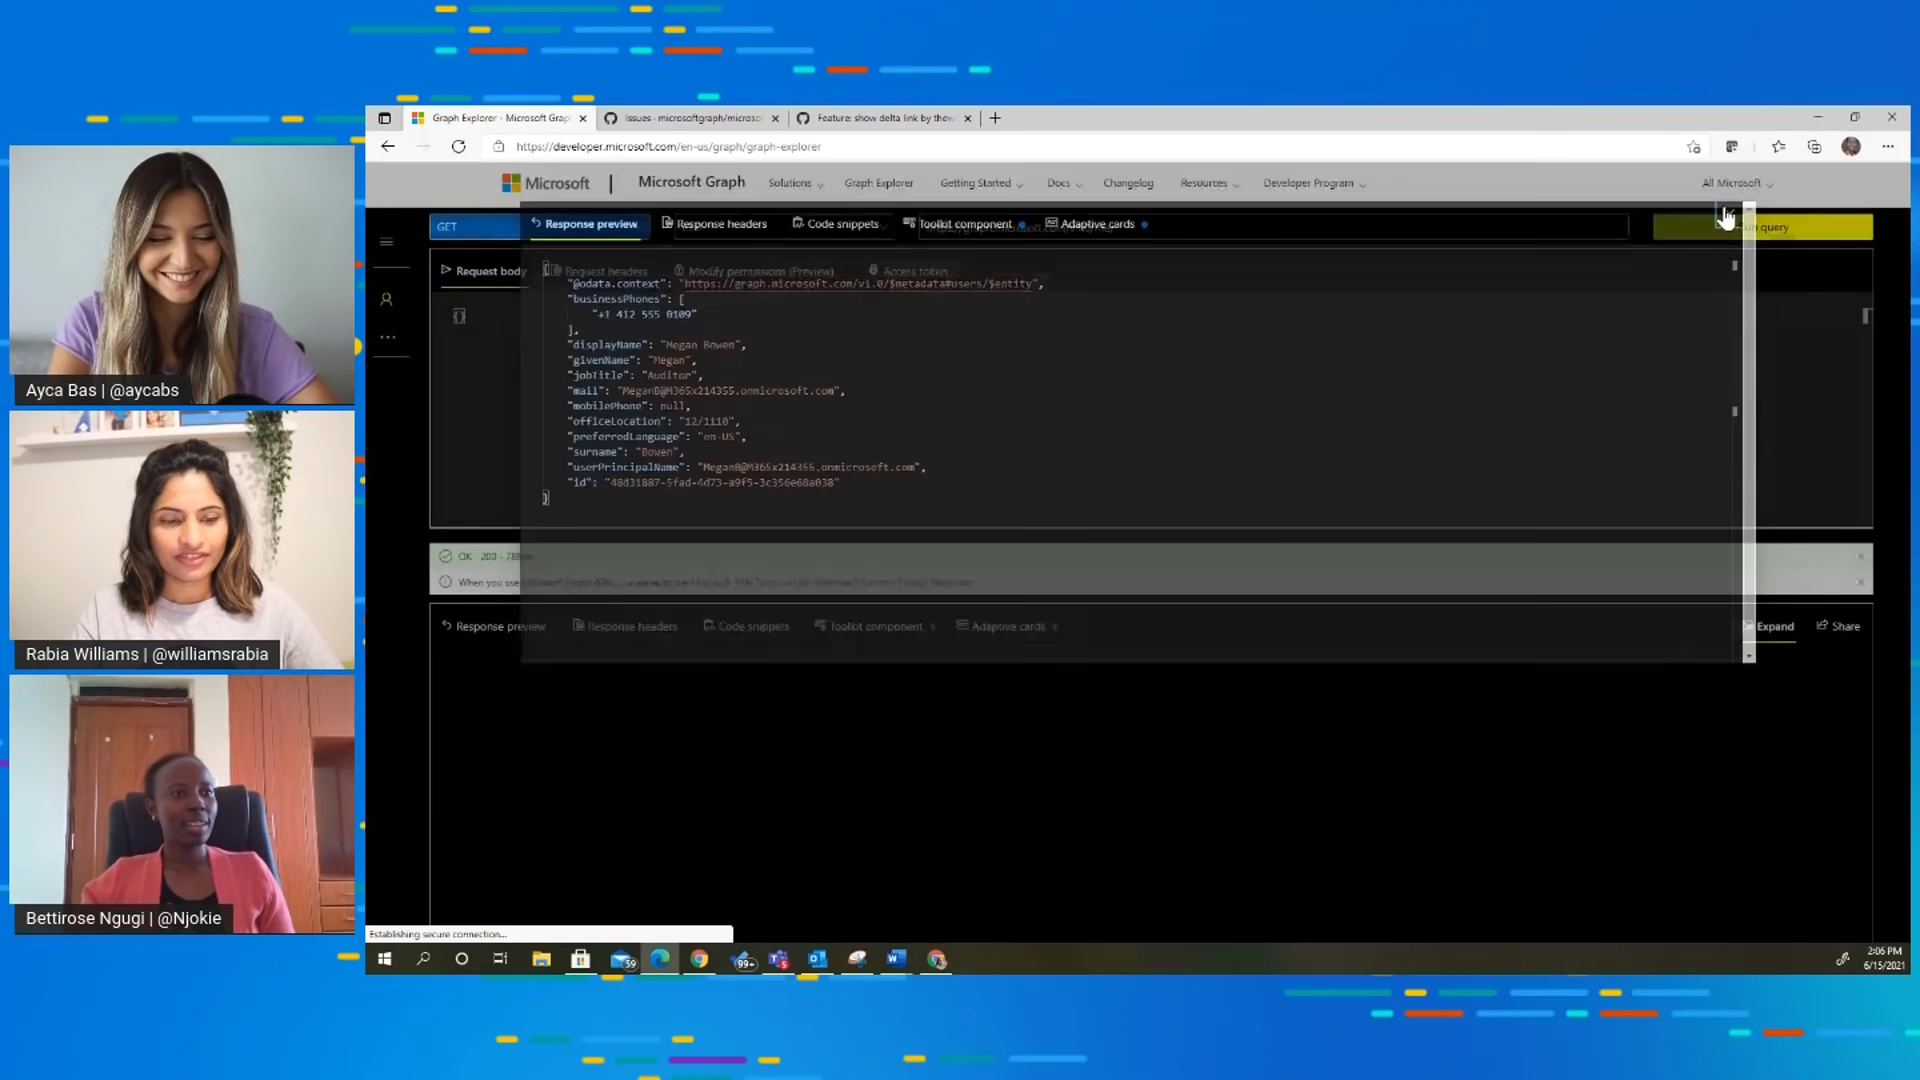 Ayca Bas | @aycabs
Rabia Williams | @williamsrabia
Bettirose Ngugi | @Njokie
Graph Explorer - Microsoft Grap
Issues · microsoftgraph/microso
Feature: show delta link by thew
https://developer.microsoft.com/en-us/graph/graph-explorer
Microsoft | Microsoft Graph Solutions Graph Explorer Getting Started Docs Changelog Resources Developer Program All Microsoft
GET Response preview Response headers Code snippets Toolkit component Adaptive cards query
Request body Request headers Modify permissions (Preview) Access token
{
"@odata.context": "https://graph.microsoft.com/v1.0/$metadata#users/$entity",
"businessPhones": [
"+1 412 555 0109"
],
"displayName": "Megan Bowen",
"givenName": "Megan",
"jobTitle": "Auditor",
"mail": "MeganB@M365x214355.onmicrosoft.com",
"mobilePhone": null,
"officeLocation": "12/1110",
"preferredLanguage": "en-US",
"surname": "Bowen",
"userPrincipalName": "MeganB@M365x214355.onmicrosoft.com",
"id": "48d31887-5fad-4d73-a9f5-3c356e68a038"
}
{}
OK - 200 -
When you use
Response preview Response headers Code snippets Toolkit component Adaptive cards Expand Share
Establishing secure connection...
59
99+
2:06 PM
6/15/2021